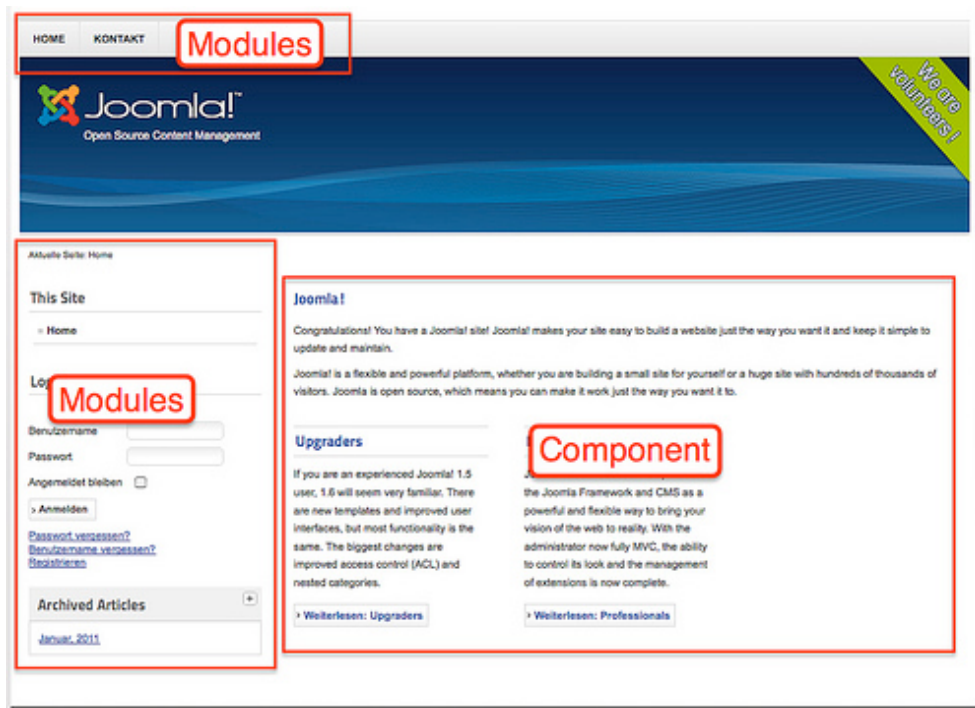 HOME KONTAKT Modules
We are
volunteers!
Joomla!™
Open Source Content Management
Aktuelle Seite: Home
This Site
Home
Modules
Benutzername
Passwort
Angemeldet bleiben
› Anmelden
Passwort vergessen?
Benutzername vergessen?
Registrieren
Archived Articles +
Januar, 2011
Joomla!
Congratulations! You have a Joomla! site! Joomla! makes your site easy to build a website just the way you want it and keep it simple to
update and maintain.
Joomla! is a flexible and powerful platform, whether you are building a small site for yourself or a huge site with hundreds of thousands of
visitors. Joomla is open source, which means you can make it work just the way you want it to.
Upgraders
If you are an experienced Joomla! 1.5
user, 1.6 will seem very familiar. There
are new templates and improved user
interfaces, but most functionality is the
same. The biggest changes are
improved access control (ACL) and
nested categories.
› Weiterlesen: Upgraders
Component
the Joomla Framework and CMS as a
powerful and flexible way to bring your
vision of the web to reality. With the
administrator now fully MVC, the ability
to control its look and the management
of extensions is now complete.
› Weiterlesen: Professionals